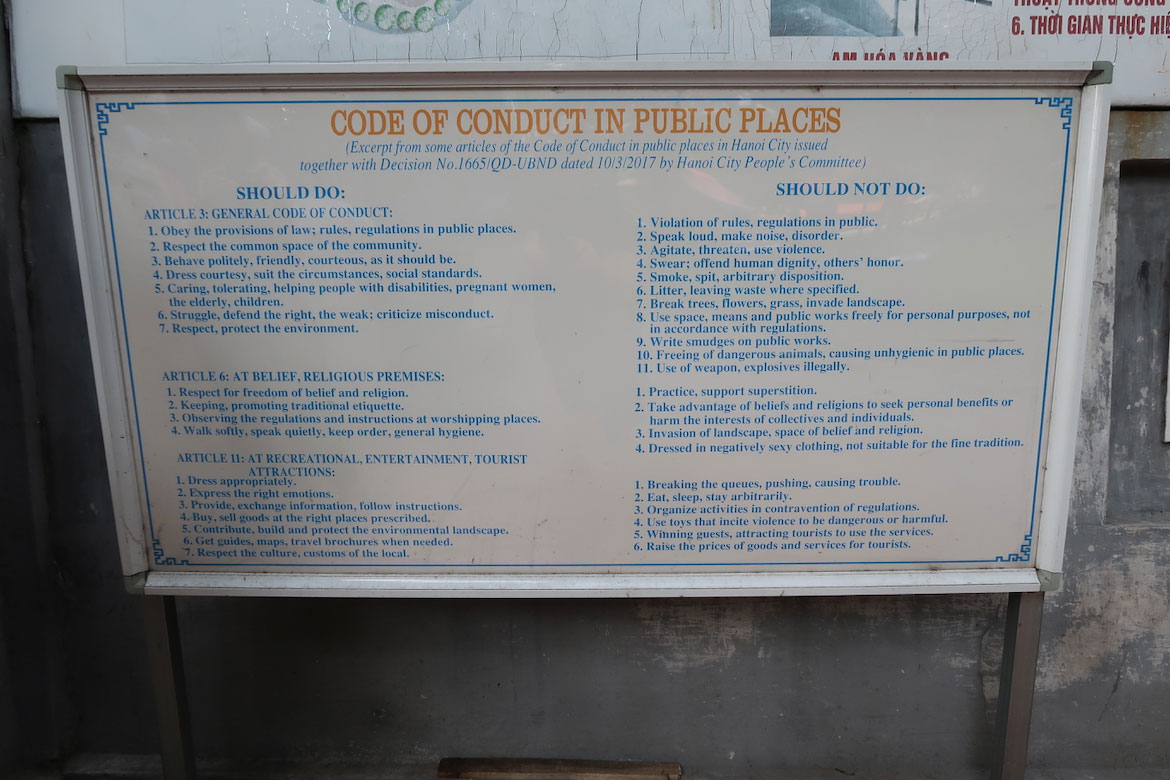 THUẬT TRONG CÔNG
6. THỜI GIAN THỰC HIỆ
AM HÓA VÀNG
CODE OF CONDUCT IN PUBLIC PLACES
(Excerpt from some articles of the Code of Conduct in public places in Hanoi City issued
together with Decision No.1665/QD-UBND dated 10/3/2017 by Hanoi City People's Committee)
SHOULD DO:
ARTICLE 3: GENERAL CODE OF CONDUCT:
1. Obey the provisions of law; rules, regulations in public places.
2. Respect the common space of the community.
3. Behave politely, friendly, courteous, as it should be.
4. Dress courtesy, suit the circumstances, social standards.
5. Caring, tolerating, helping people with disabilities, pregnant women,
the elderly, children.
6. Struggle, defend the right, the weak; criticize misconduct.
7. Respect, protect the environment.
ARTICLE 6: AT BELIEF, RELIGIOUS PREMISES:
1. Respect for freedom of belief and religion.
2. Keeping, promoting traditional etiquette.
3. Observing the regulations and instructions at worshipping places.
4. Walk softly, speak quietly, keep order, general hygiene.
ARTICLE 11: AT RECREATIONAL, ENTERTAINMENT, TOURIST
ATTRACTIONS:
1. Dress appropriately.
2. Express the right emotions.
3. Provide, exchange information, follow instructions.
4. Buy, sell goods at the right places prescribed.
5. Contribute, build and protect the environmental landscape.
6. Get guides, maps, travel brochures when needed.
7. Respect the culture, customs of the local.
SHOULD NOT DO:
1. Violation of rules, regulations in public.
2. Speak loud, make noise, disorder.
3. Agitate, threaten, use violence.
4. Swear; offend human dignity, others' honor.
5. Smoke, spit, arbitrary disposition.
6. Litter, leaving waste where specified.
7. Break trees, flowers, grass, invade landscape.
8. Use space, means and public works freely for personal purposes, not
in accordance with regulations.
9. Write smudges on public works.
10. Freeing of dangerous animals, causing unhygienic in public places.
11. Use of weapon, explosives illegally.
1. Practice, support superstition.
2. Take advantage of beliefs and religions to seek personal benefits or
harm the interests of collectives and individuals.
3. Invasion of landscape, space of belief and religion.
4. Dressed in negatively sexy clothing, not suitable for the fine tradition.
1. Breaking the queues, pushing, causing trouble.
2. Eat, sleep, stay arbitrarily.
3. Organize activities in contravention of regulations.
4. Use toys that incite violence to be dangerous or harmful.
5. Winning guests, attracting tourists to use the services.
6. Raise the prices of goods and services for tourists.